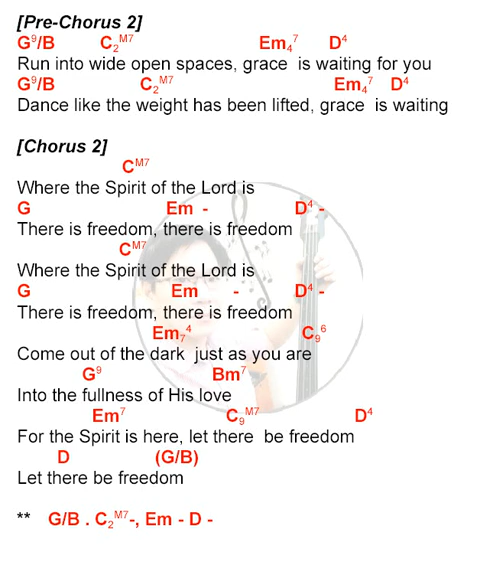 [Pre-Chorus 2]
G⁹/B C₂ᴹ⁷ Em₄⁷ D⁴
Run into wide open spaces, grace is waiting for you
G⁹/B C₂ᴹ⁷ Em₄⁷ D⁴
Dance like the weight has been lifted, grace is waiting
[Chorus 2]
Cᴹ⁷
Where the Spirit of the Lord is
G Em - D⁴ -
There is freedom, there is freedom
Cᴹ⁷
Where the Spirit of the Lord is
G Em - D⁴ -
There is freedom, there is freedom
Em₇⁴ C₉⁶
Come out of the dark just as you are
G⁹ Bm⁷
Into the fullness of His love
Em⁷ C₉ᴹ⁷ D⁴
For the Spirit is here, let there be freedom
D (G/B)
Let there be freedom
** G/B . C₂ᴹ⁷-, Em - D -